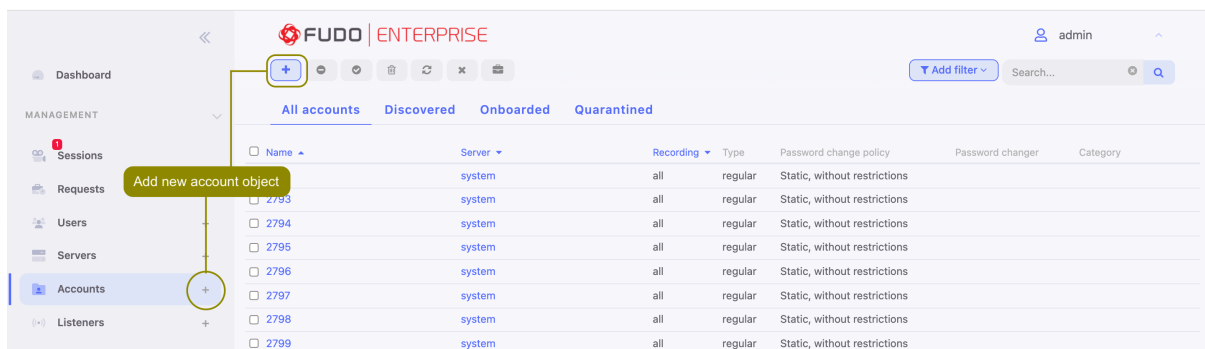 FUDO ENTERPRISE
admin
Dashboard
Add filter
Search...
MANAGEMENT
All accounts Discovered Onboarded Quarantined
1
Sessions
Name Server Recording Type Password change policy Password changer Category
Add new account object
system all regular Static, without restrictions
Requests
2793 system all regular Static, without restrictions
Users
2794 system all regular Static, without restrictions
2795 system all regular Static, without restrictions
Servers
2796 system all regular Static, without restrictions
Accounts +
2797 system all regular Static, without restrictions
Listeners +
2798 system all regular Static, without restrictions
2799 system all regular Static, without restrictions